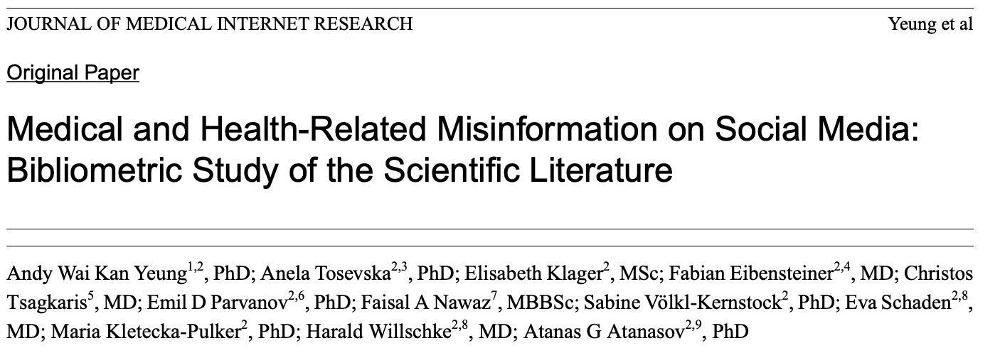 JOURNAL OF MEDICAL INTERNET RESEARCH Yeung et al
Original Paper
Medical and Health-Related Misinformation on Social Media:
Bibliometric Study of the Scientific Literature
Andy Wai Kan Yeung1,2, PhD; Anela Tosevska2,3, PhD; Elisabeth Klager2, MSc; Fabian Eibensteiner2,4, MD; Christos
Tsagkaris5, MD; Emil D Parvanov2,6, PhD; Faisal A Nawaz7, MBBSc; Sabine Völkl-Kernstock2, PhD; Eva Schaden2,8,
MD; Maria Kletecka-Pulker2, PhD; Harald Willschke2,8, MD; Atanas G Atanasov2,9, PhD